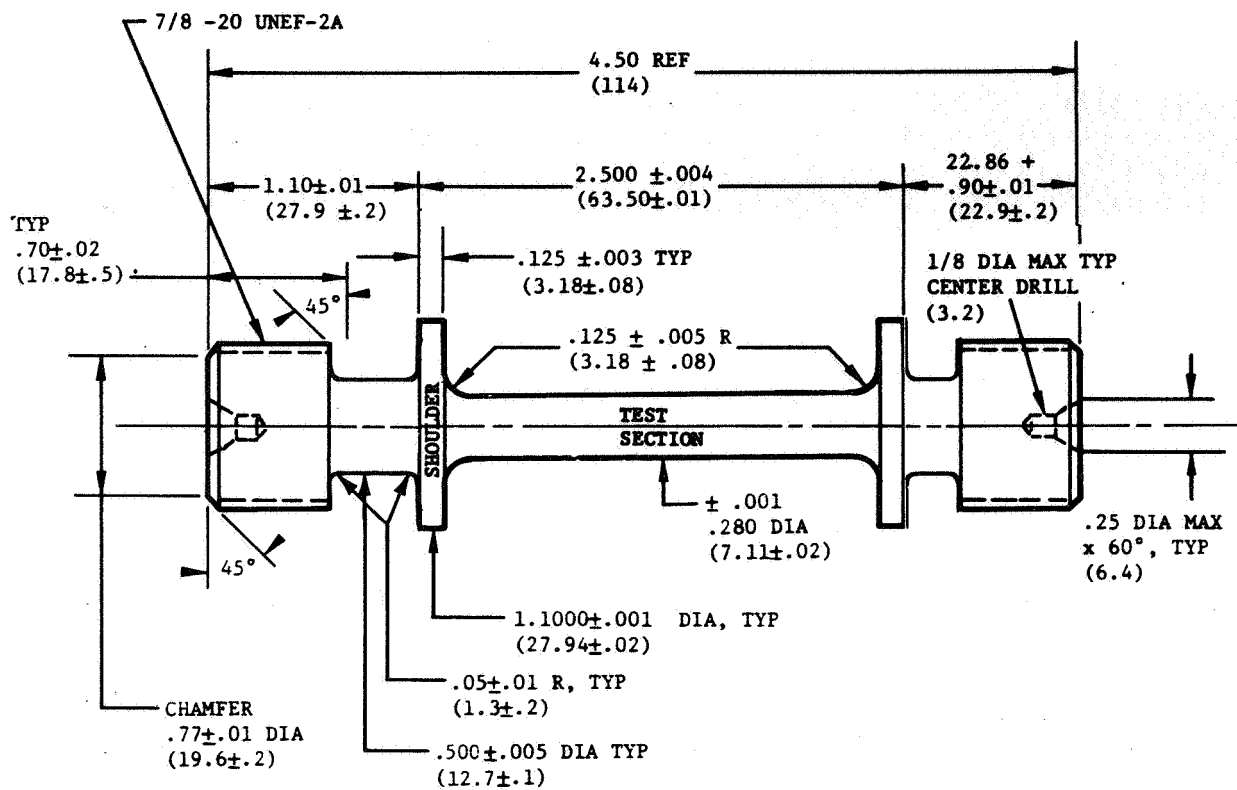 7/8 -20 UNEF-2A
4.50 REF
(114)
1.10±.01
(27.9 ±.2)
2.500 ±.004
(63.50±.01)
22.86 +
.90±.01
(22.9±.2)
TYP
.70±.02
(17.8±.5)
.125 ±.003 TYP
(3.18±.08)
1/8 DIA MAX TYP
CENTER DRILL
(3.2)
45°
.125 ± .005 R
(3.18 ± .08)
SHOULDER
TEST
SECTION
± .001
.280 DIA
(7.11±.02)
.25 DIA MAX
x 60°, TYP
(6.4)
45°
1.1000±.001 DIA, TYP
(27.94±.02)
.05±.01 R, TYP
(1.3±.2)
CHAMFER
.77±.01 DIA
(19.6±.2)
.500±.005 DIA TYP
(12.7±.1)